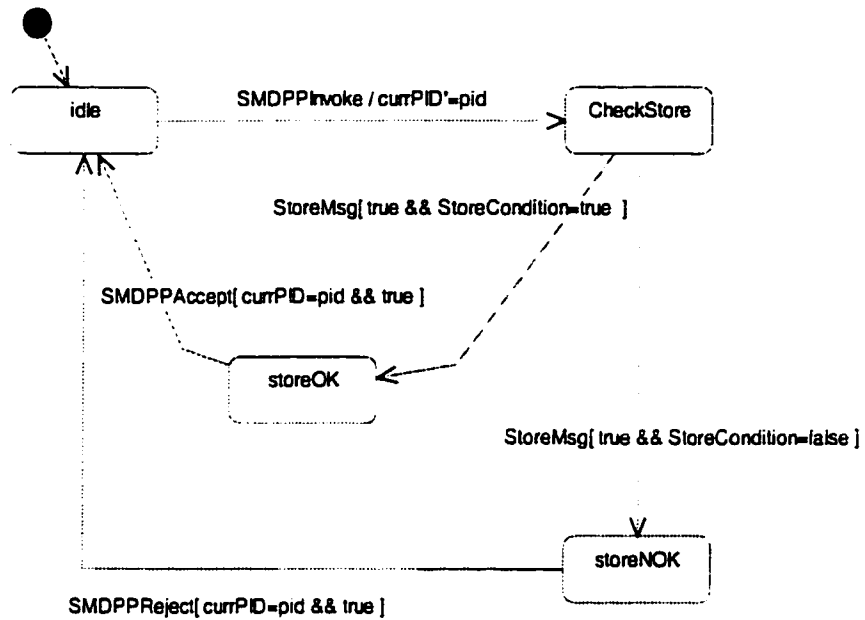 idle
SMDPPInvoke / currPID'=pid
CheckStore
StoreMsg[ true && StoreCondition=true ]
SMDPPAccept[ currPID=pid && true ]
storeOK
StoreMsg[ true && StoreCondition=false ]
storeNOK
SMDPPReject[ currPID=pid && true ]